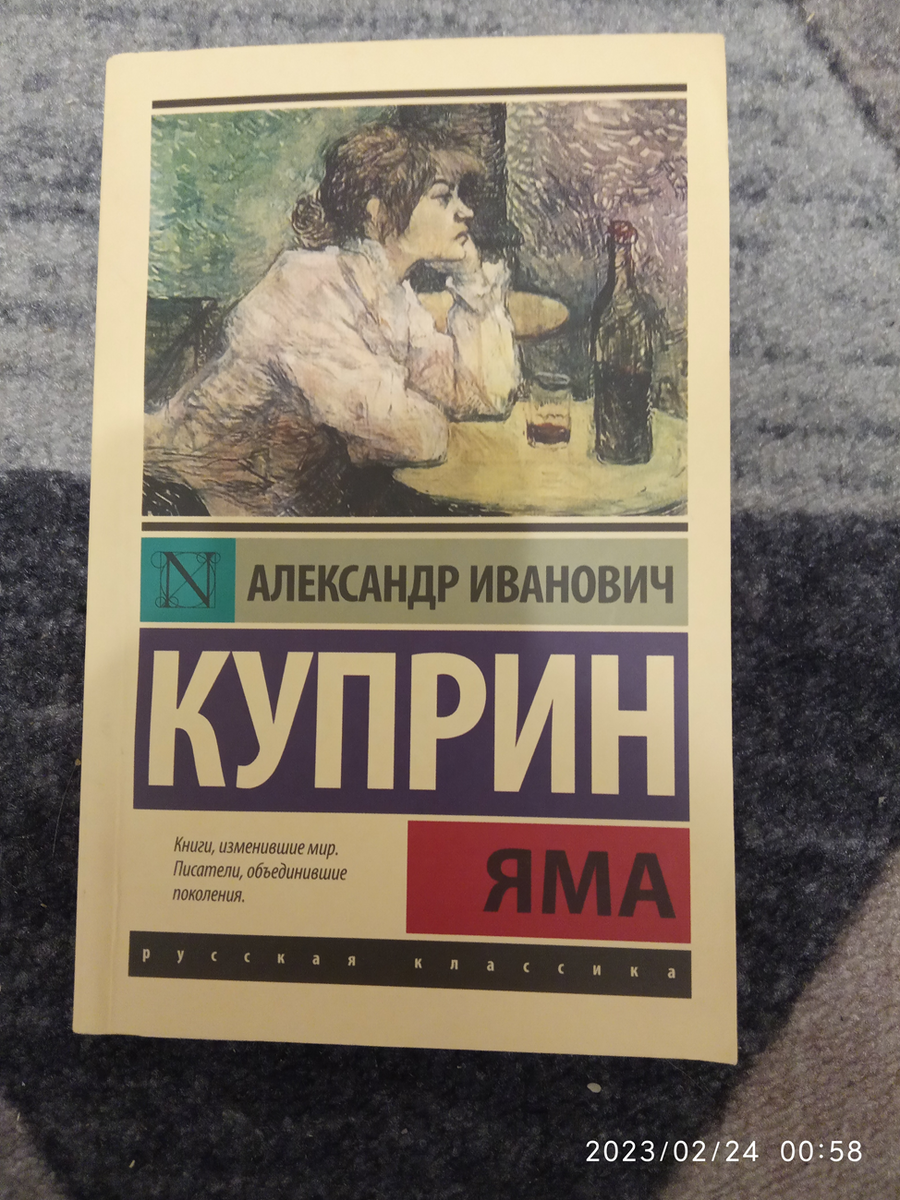 N
АЛЕКСАНДР ИВАНОВИЧ
КУПРИН
Книги, изменившие мир.
Писатели, объединившие
поколения.
ЯМА
русская классика
2023/02/24 00:58